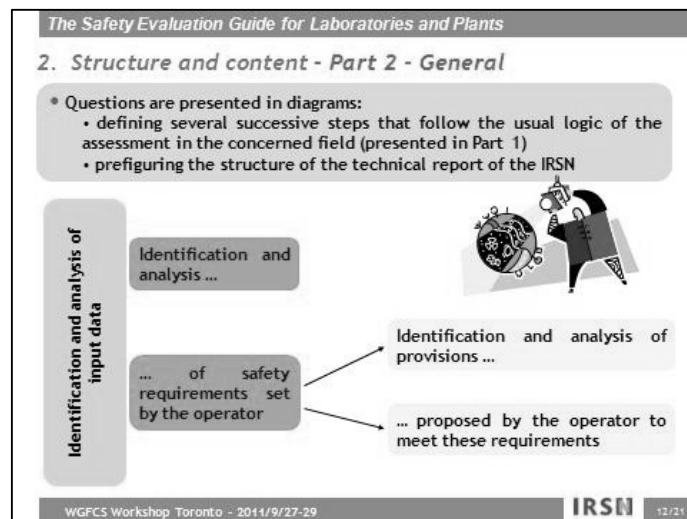 The Safety Evaluation Guide for Laboratories and Plants
2. Structure and content - Part 2 - General
• Questions are presented in diagrams:
• defining several successive steps that follow the usual logic of the
assessment in the concerned field (presented in Part 1)
• prefiguring the structure of the technical report of the IRSN
Identification and analysis of
input data
Identification and
analysis ...
... of safety
requirements set
by the operator
Identification and analysis of
provisions ...
... proposed by the operator to
meet these requirements
WGFCS Workshop Toronto - 2011/9/27-29
IRSN
12/21